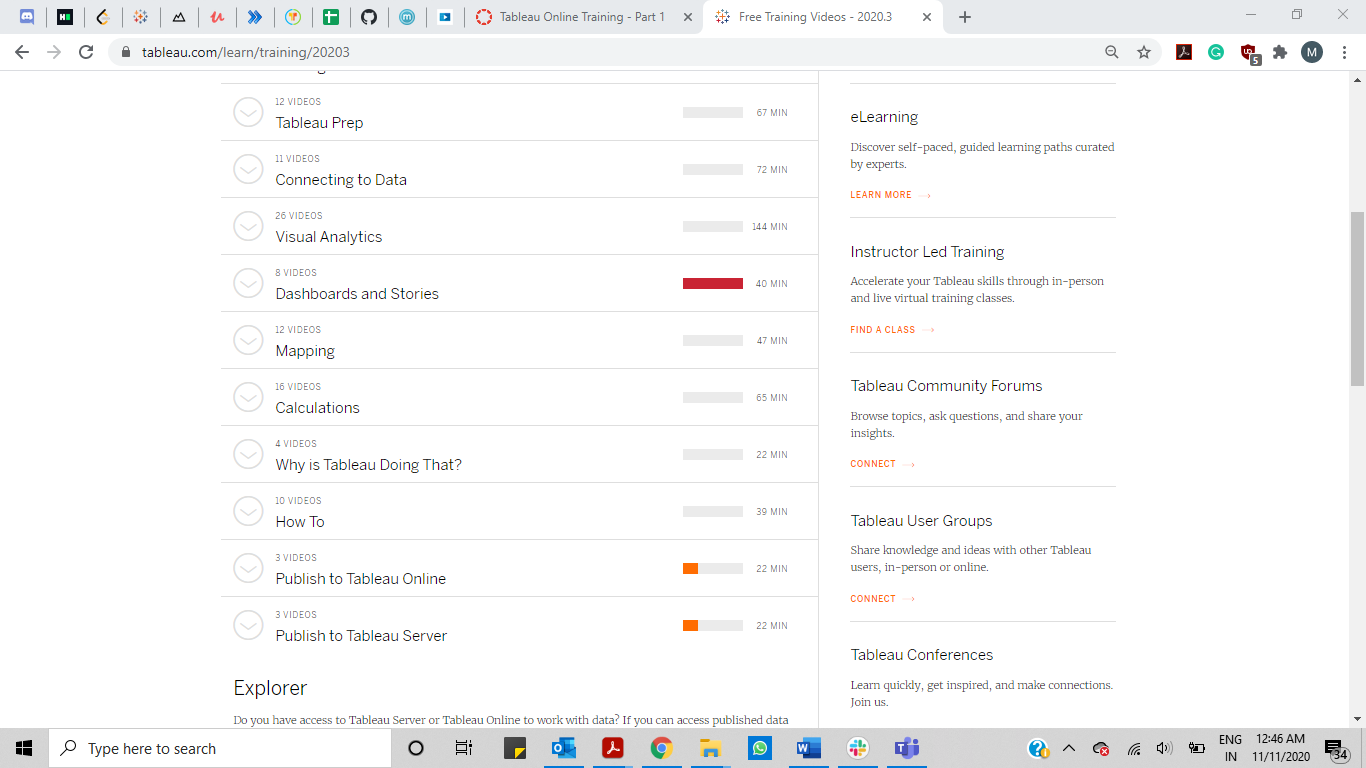 Tableau Online Training - Part 1
Free Training Videos - 2020.3
tableau.com/learn/training/20203
M
5
12 VIDEOS
Tableau Prep
67 MIN
11 VIDEOS
Connecting to Data
72 MIN
26 VIDEOS
Visual Analytics
144 MIN
8 VIDEOS
Dashboards and Stories
40 MIN
12 VIDEOS
Mapping
47 MIN
16 VIDEOS
Calculations
65 MIN
4 VIDEOS
Why is Tableau Doing That?
22 MIN
10 VIDEOS
How To
39 MIN
3 VIDEOS
Publish to Tableau Online
22 MIN
3 VIDEOS
Publish to Tableau Server
22 MIN
Explorer
Do you have access to Tableau Server or Tableau Online to work with data? If you can access published data
eLearning
Discover self-paced, guided learning paths curated
by experts.
LEARN MORE →
Instructor Led Training
Accelerate your Tableau skills through in-person
and live virtual training classes.
FIND A CLASS →
Tableau Community Forums
Browse topics, ask questions, and share your
insights.
CONNECT →
Tableau User Groups
Share knowledge and ideas with other Tableau
users, in-person or online.
CONNECT →
Tableau Conferences
Learn quickly, get inspired, and make connections.
Join us.
Type here to search
ENG
IN
12:46 AM
11/11/2020
34